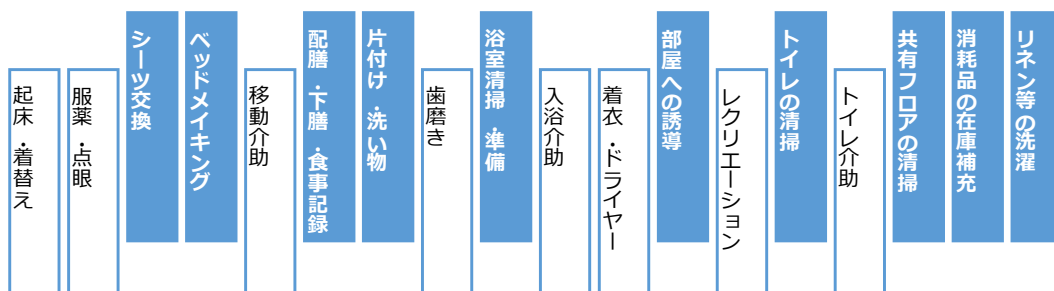 起床・着替え
服薬・点眼
シーツ交換
ベッドメイキング
移動介助
配膳・下膳・食事記録
片付け・洗い物
歯磨き
浴室清掃・準備
入浴介助
着衣・ドライヤー
部屋への誘導
レクリエーション
トイレの清掃
トイレ介助
共有フロアの清掃
消耗品の在庫補充
リネン等の洗濯